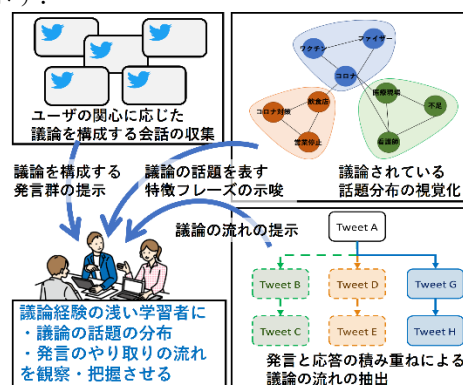 す．
ユーザの関心に応じた
議論を構成する会話の収集
ワクチン
ファイザー
コロナ
コロナ対策
飲食店
営業停止
医療現場
不足
看護師
議論されている
話題分布の視覚化
議論を構成する
発言群の提示
議論の話題を表す
特徴フレーズの示唆
議論の流れの提示
Tweet A
Tweet B
Tweet D
Tweet G
Tweet C
Tweet E
Tweet H
発言と応答の積み重ねによる
議論の流れの抽出
議論経験の浅い学習者に
・議論の話題の分布
・発言のやり取りの流れ
を観察・把握させる